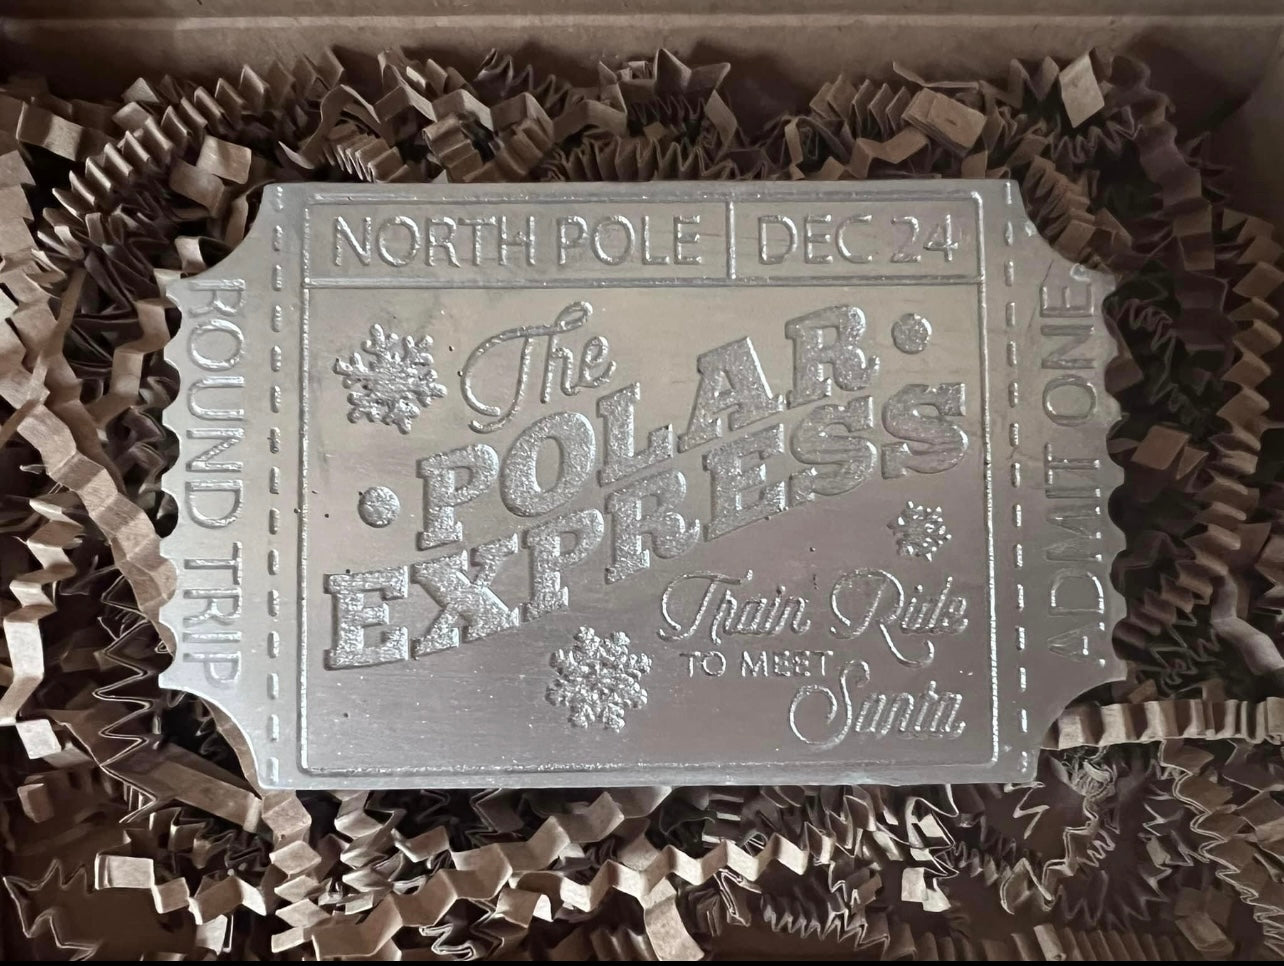 NORTH POLE | DEC 24
ROUND TRIP
The
POLAR
EXPRESS
Train Ride
TO MEET
Santa
ADMIT ONE